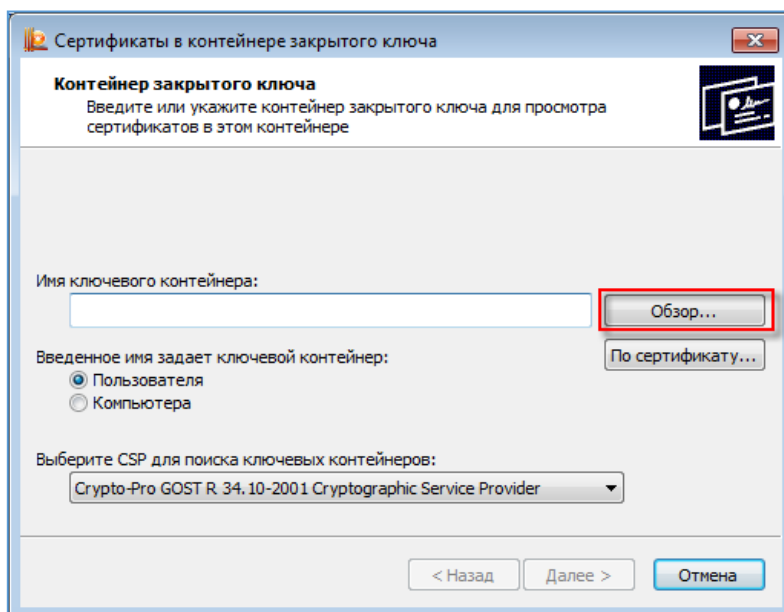 Сертификаты в контейнере закрытого ключа
Контейнер закрытого ключа
Введите или укажите контейнер закрытого ключа для просмотра
сертификатов в этом контейнере
Имя ключевого контейнера:
Обзор...
Введенное имя задает ключевой контейнер:
По сертификату...
Пользователя
Компьютера
Выберите CSP для поиска ключевых контейнеров:
Crypto-Pro GOST R 34.10-2001 Cryptographic Service Provider
< Назад
Далее >
Отмена